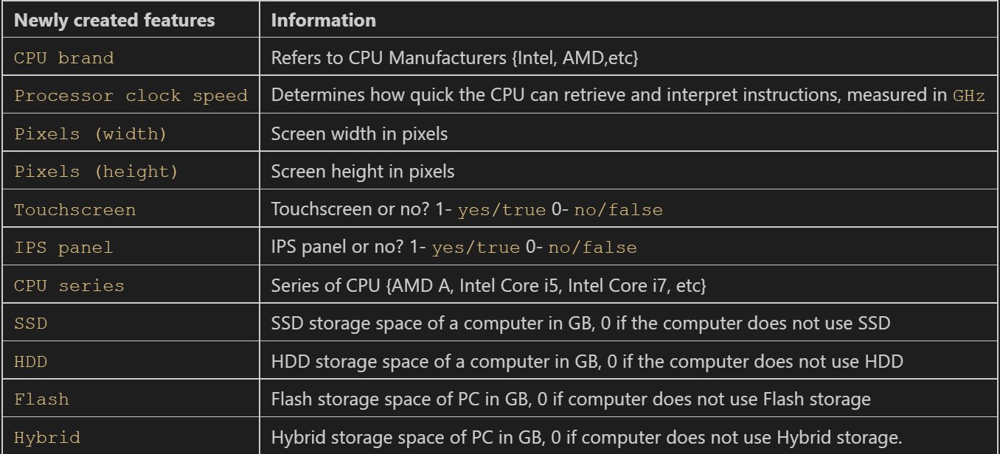 Newly created features Information
CPU brand Refers to CPU Manufacturers {Intel, AMD,etc}
Processor clock speed Determines how quick the CPU can retrieve and interpret instructions, measured in GHz
Pixels (width) Screen width in pixels
Pixels (height) Screen height in pixels
Touchscreen Touchscreen or no? 1- yes/true 0- no/false
IPS panel IPS panel or no? 1- yes/true 0- no/false
CPU series Series of CPU {AMD A, Intel Core i5, Intel Core i7, etc}
SSD SSD storage space of a computer in GB, 0 if the computer does not use SSD
HDD HDD storage space of a computer in GB, 0 if the computer does not use HDD
Flash Flash storage space of PC in GB, 0 if computer does not use Flash storage
Hybrid Hybrid storage space of PC in GB, 0 if computer does not use Hybrid storage.